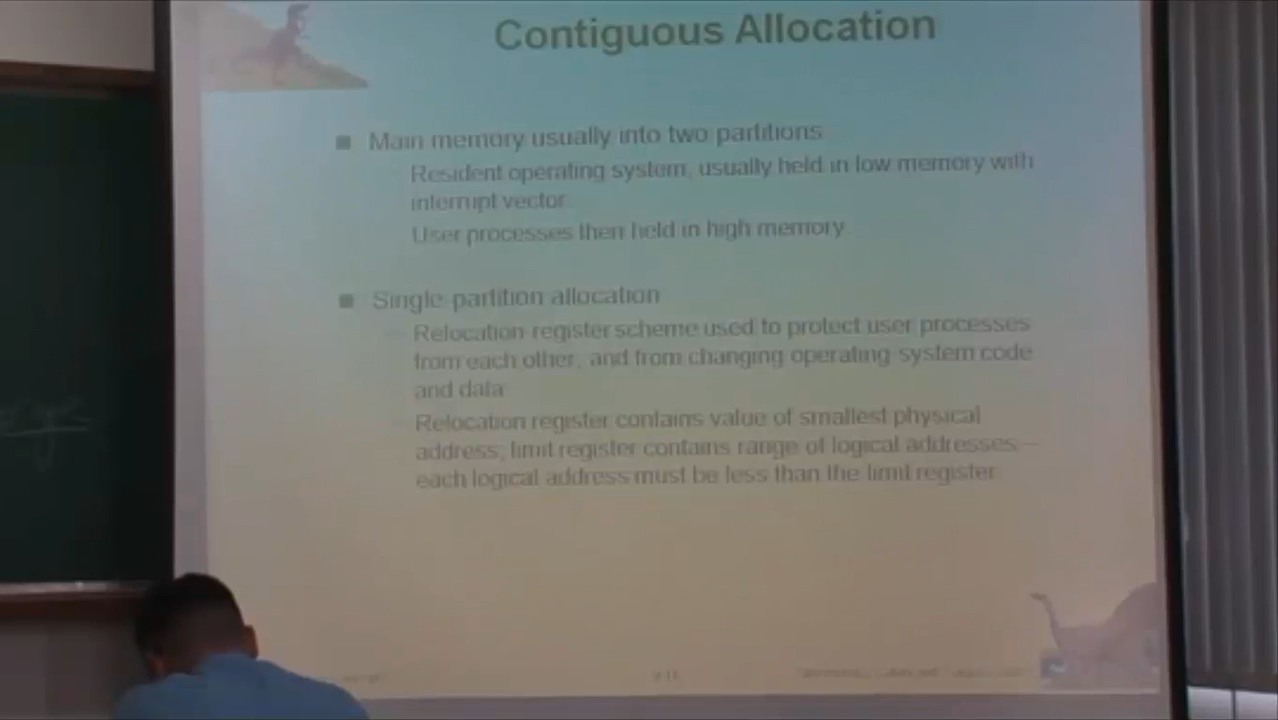 Contiguous Allocation
Main memory usually into two partitions
Resident operating system, usually held in low memory with
interrupt vector
User processes then held in high memory
Single-partition allocation
Relocation register scheme used to protect user processes
from each other, and from changing operating system code
and data
Relocation register contains value of smallest physical
address; limit register contains range of logical addresses –
each logical address must be less than the limit register